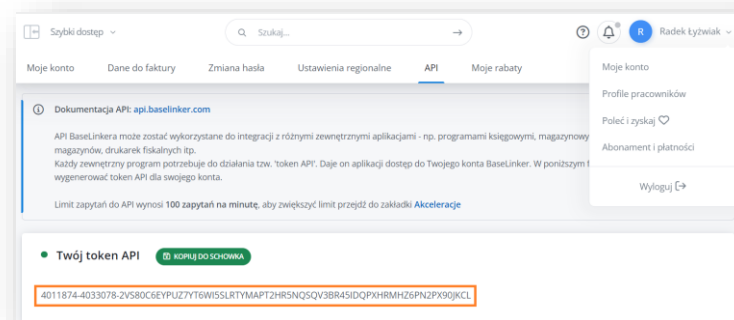 Szybki dostęp
Szukaj...
R
Radek Łyżwiak
Moje konto
Dane do faktury
Zmiana hasła
Ustawienia regionalne
API
Moje rabaty
Moje konto
Profile pracowników
Poleć i zyskaj
Abonament i płatności
Wyloguj
Dokumentacja API: api.baselinker.com
API BaseLinkera może zostać wykorzystane do integracji z różnymi zewnętrznymi aplikacjami - np. programami księgowymi, magazynowy
magazynów, drukarek fiskalnych itp.
Każdy zewnętrzny program potrzebuje do działania tzw. 'token API'. Daje on aplikacji dostęp do Twojego konta BaseLinker. W poniższym f
wygenerować token API dla swojego konta.
Limit zapytań do API wynosi 100 zapytań na minutę, aby zwiększyć limit przejdź do zakładki Akceleracje
Twój token API
KOPIUJ DO SCHOWKA
4011874-4033078-2VS80C6EYPUZ7YT6WI5SLRTYMAPT2HR5NQSQV3BR45IDQPXHRMHZ6PN2PX90JKCL